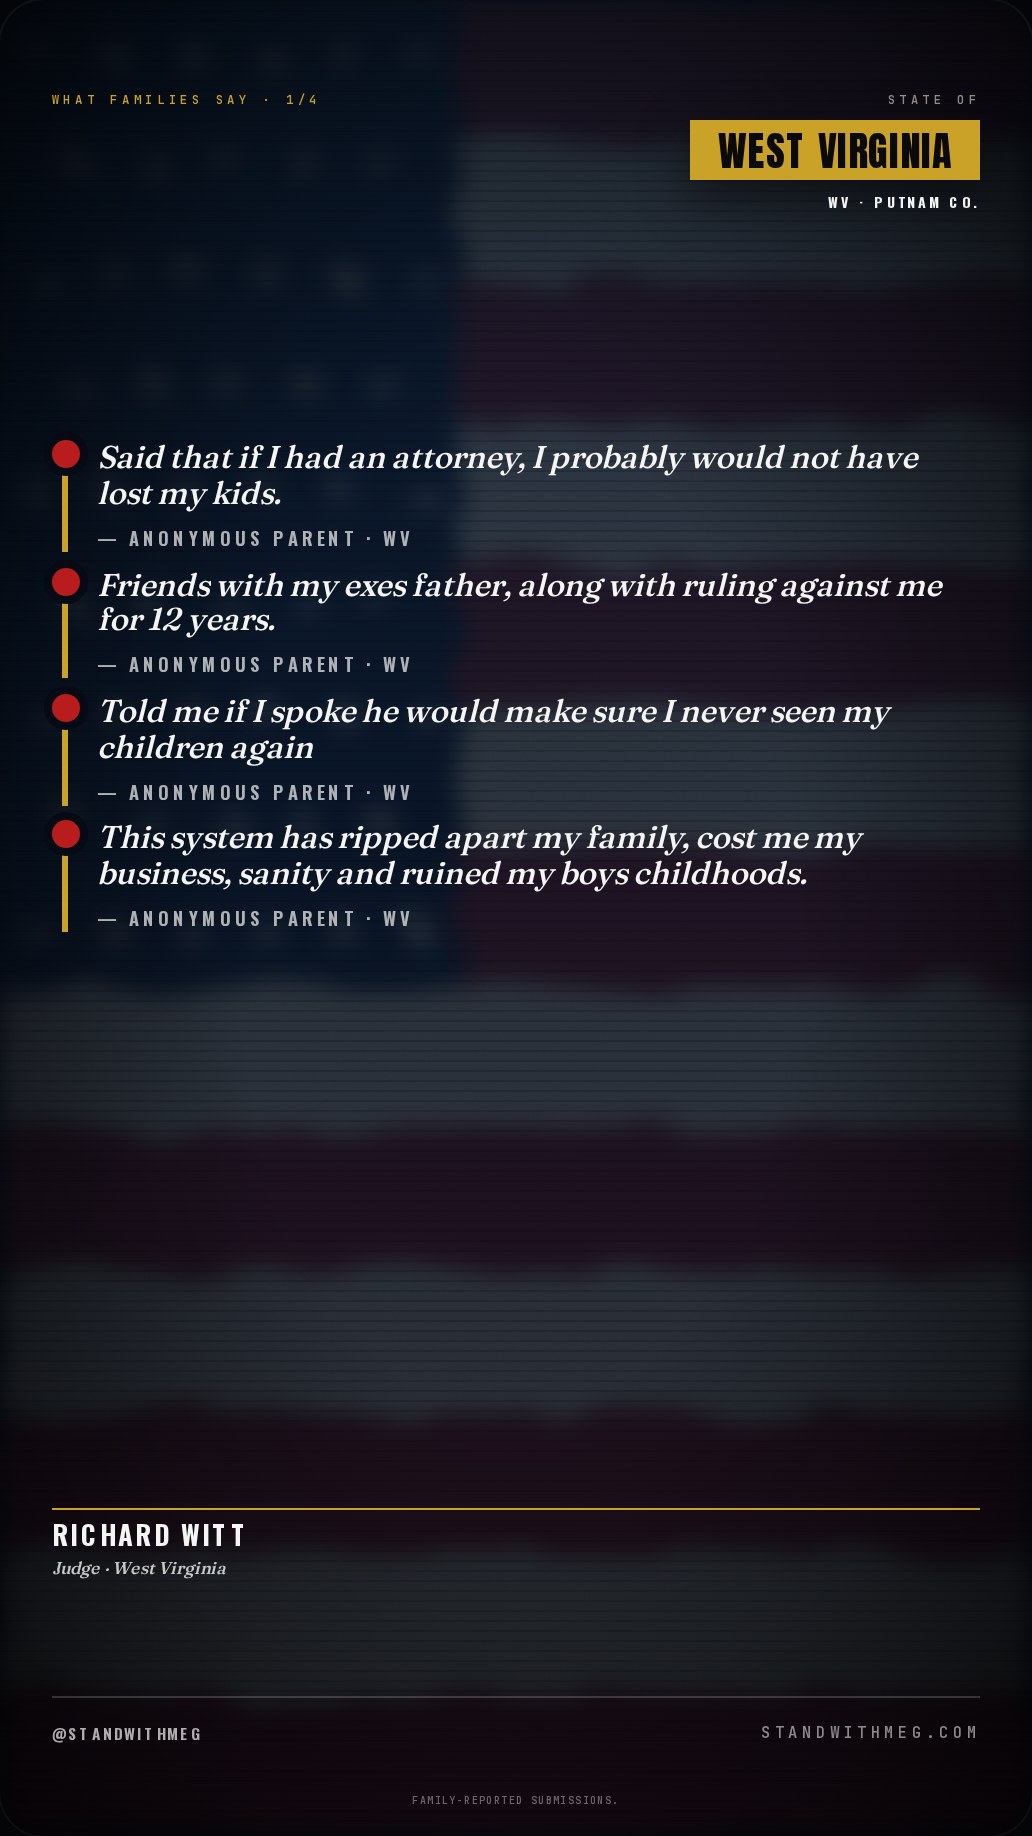 WHAT FAMILIES SAY · 1/4
STATE OF
WEST VIRGINIA
WV · PUTNAM CO.
Said that if I had an attorney, I probably would not have
lost my kids.
— ANONYMOUS PARENT · WV
Friends with my exes father, along with ruling against me
for 12 years.
— ANONYMOUS PARENT · WV
Told me if I spoke he would make sure I never seen my
children again
— ANONYMOUS PARENT · WV
This system has ripped apart my family, cost me my
business, sanity and ruined my boys childhoods.
— ANONYMOUS PARENT · WV
RICHARD WITT
Judge · West Virginia
@STANDWITHMEG
STANDWITHMEG.COM
FAMILY-REPORTED SUBMISSIONS.